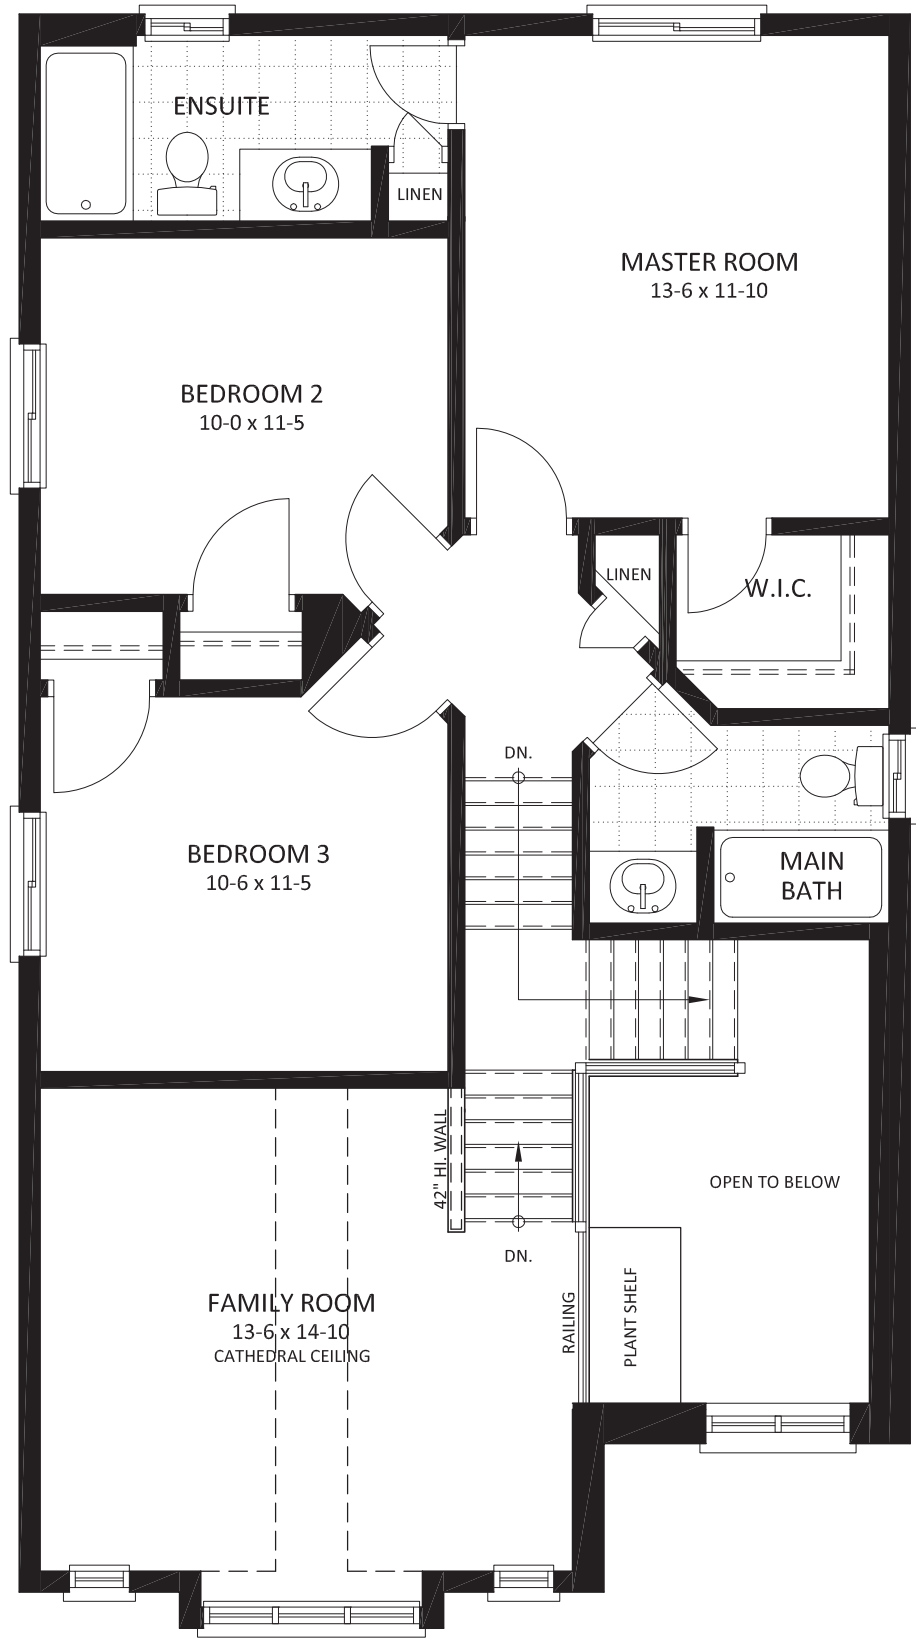 ENSUITE
LINEN
MASTER ROOM
13-6 x 11-10
BEDROOM 2
10-0 x 11-5
LINEN
W.I.C.
DN.
BEDROOM 3
10-6 x 11-5
MAIN
BATH
42" HI. WALL
OPEN TO BELOW
DN.
FAMILY ROOM
13-6 x 14-10
CATHEDRAL CEILING
RAILING
PLANT SHELF